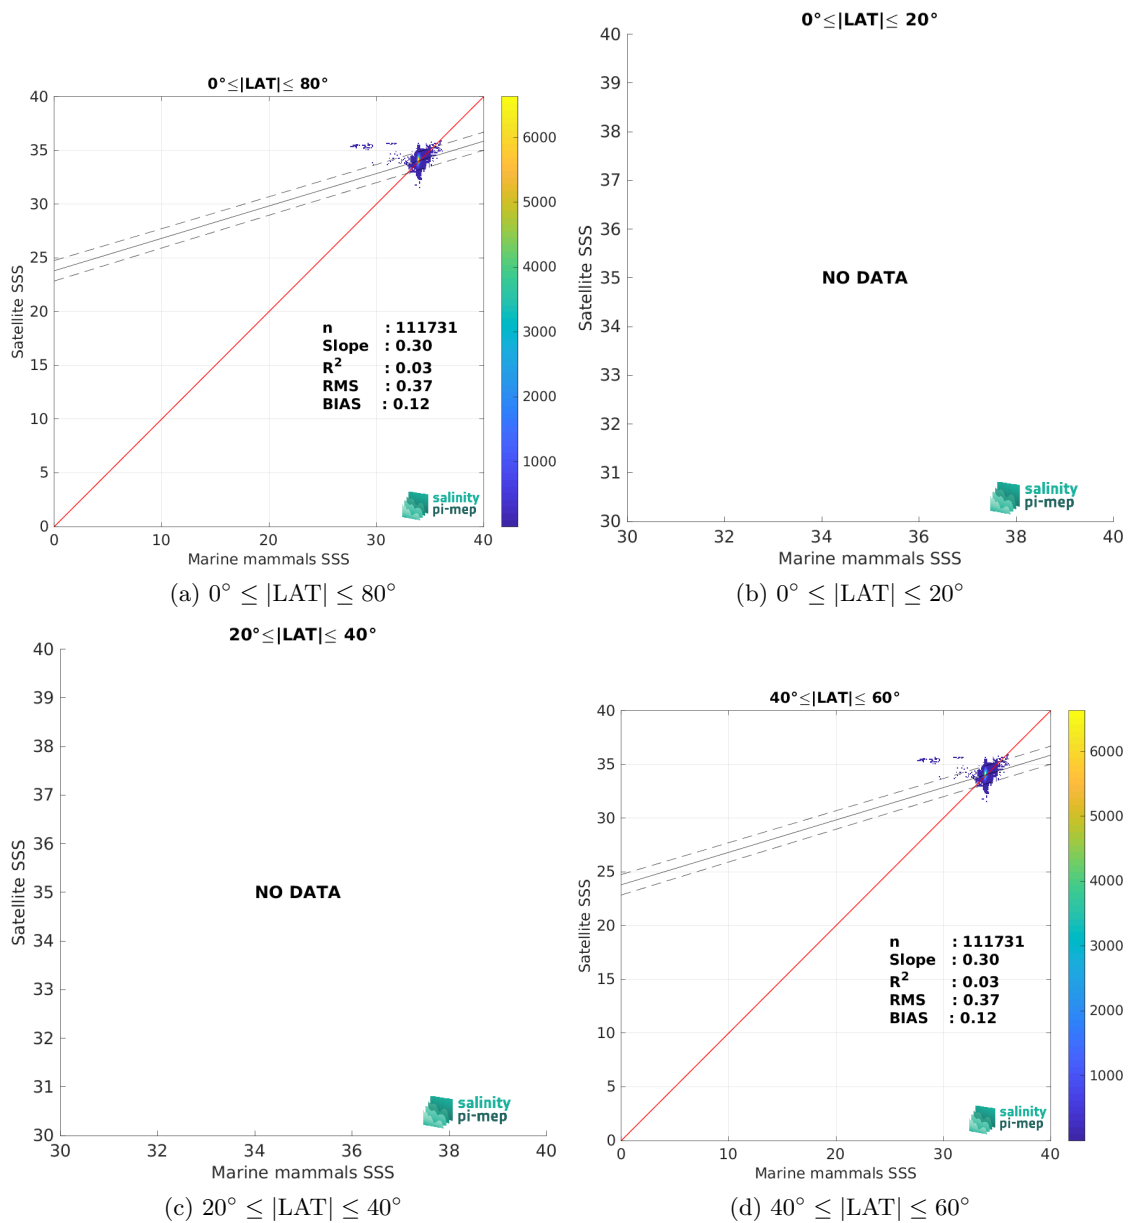 0°≤|LAT|≤ 80°
40
35
30
25
20
15
10
5
0
Satellite SSS
0
10
20
30
40
Marine mammals SSS
6000
5000
4000
3000
2000
1000
n : 111731
Slope : 0.30
R² : 0.03
RMS : 0.37
BIAS : 0.12
salinity
pi-mep
(a) 0° ≤ |LAT| ≤ 80°
0°≤|LAT|≤ 20°
40
39
38
37
36
35
34
33
32
31
30
Satellite SSS
NO DATA
30
32
34
36
38
40
Marine mammals SSS
salinity
pi-mep
(b) 0° ≤ |LAT| ≤ 20°
20°≤|LAT|≤ 40°
40
39
38
37
36
35
34
33
32
31
30
Satellite SSS
NO DATA
30
32
34
36
38
40
Marine mammals SSS
salinity
pi-mep
(c) 20° ≤ |LAT| ≤ 40°
40°≤|LAT|≤ 60°
40
35
30
25
20
15
10
5
0
Satellite SSS
0
10
20
30
40
Marine mammals SSS
6000
5000
4000
3000
2000
1000
n : 111731
Slope : 0.30
R² : 0.03
RMS : 0.37
BIAS : 0.12
salinity
pi-mep
(d) 40° ≤ |LAT| ≤ 60°